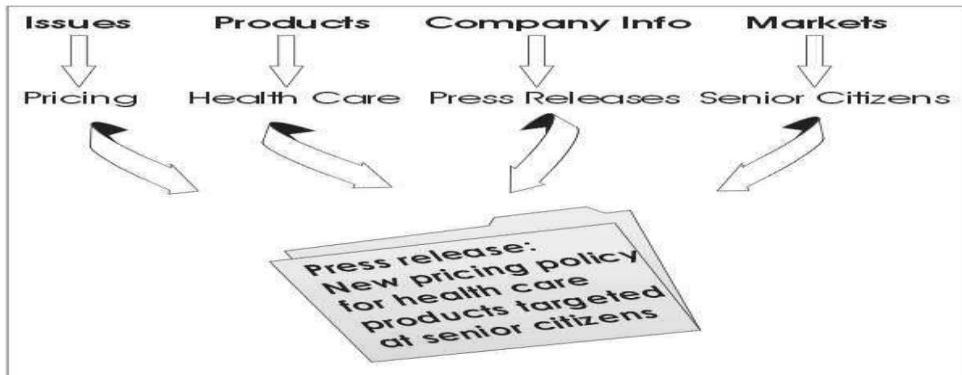 Issues Products Company Info Markets
Pricing Health Care Press Releases Senior Citizens
Press release:
New pricing policy
for health care
products targeted
at senior citizens